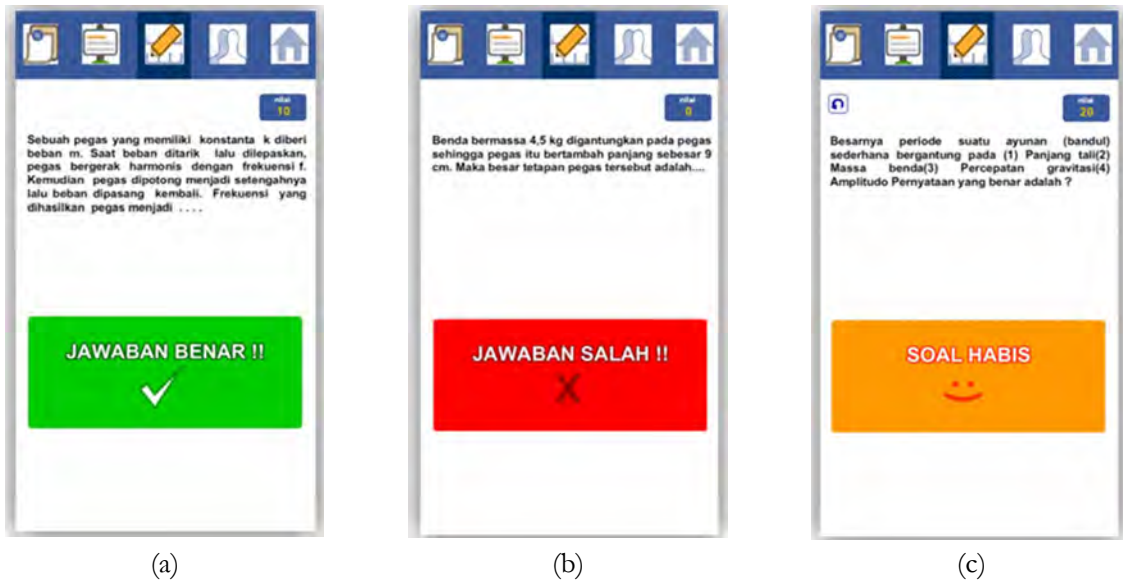 nilai
10
Sebuah pegas yang memiliki konstanta k diberi
beban m. Saat beban ditarik lalu dilepaskan,
pegas bergerak harmonis dengan frekuensi f.
Kemudian pegas dipotong menjadi setengahnya
lalu beban dipasang kembali. Frekuensi yang
dihasilkan pegas menjadi . . . .
JAWABAN BENAR !!
(a)
nilai
0
Benda bermassa 4,5 kg digantungkan pada pegas
sehingga pegas itu bertambah panjang sebesar 9
cm. Maka besar tetapan pegas tersebut adalah....
JAWABAN SALAH !!
X
(b)
nilai
20
Besarnya periode suatu ayunan (bandul)
sederhana bergantung pada (1) Panjang tali(2)
Massa benda(3) Percepatan gravitasi(4)
Amplitudo Pernyataan yang benar adalah ?
SOAL HABIS
(c)